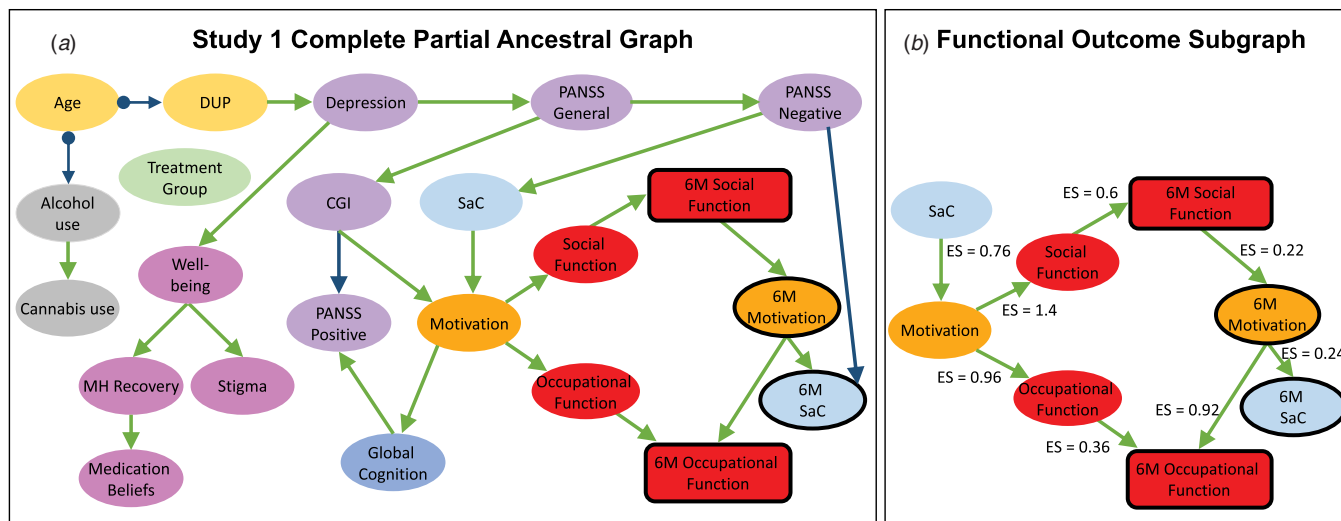 (a) Study 1 Complete Partial Ancestral Graph
Age
DUP
Depression
PANSS
General
PANSS
Negative
Treatment
Group
Alcohol
use
CGI
SaC
6M Social
Function
Social
Function
Well-
being
Cannabis use
PANSS
Positive
Motivation
6M
Motivation
MH Recovery
Stigma
Occupational
Function
6M
SaC
Medication
Beliefs
Global
Cognition
6M Occupational
Function
(b) Functional Outcome Subgraph
ES = 0.6
6M Social
Function
SaC
ES = 0.76
Social
Function
ES = 0.22
Motivation
ES = 1.4
6M
Motivation
ES = 0.24
ES = 0.96
Occupational
Function
ES = 0.92
6M
SaC
ES = 0.36
6M Occupational
Function